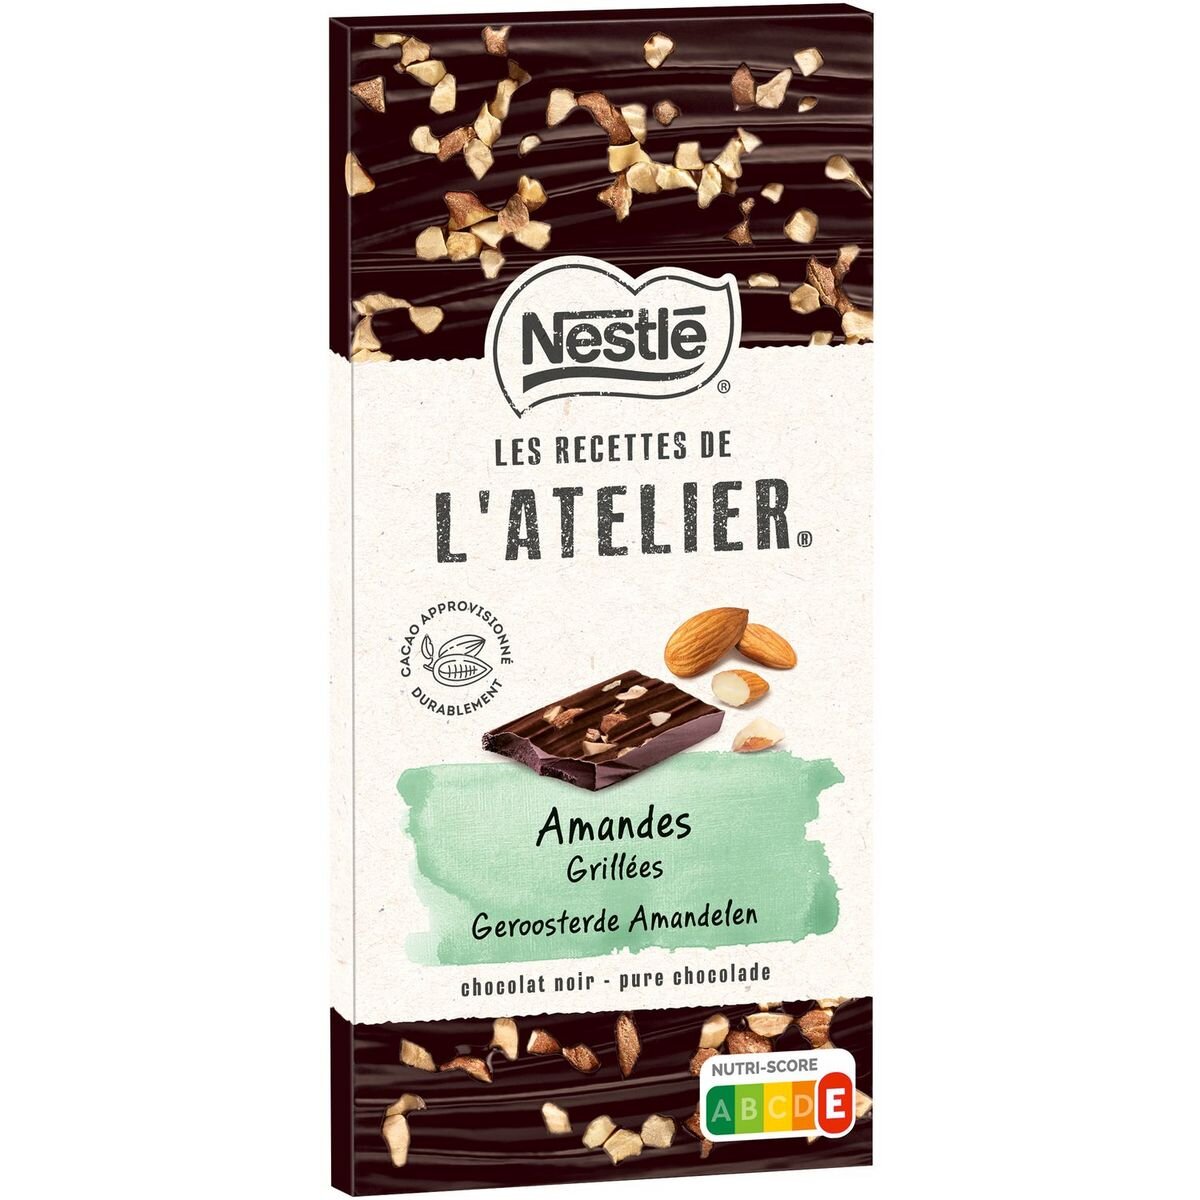 Nestlé
®
LES RECETTES DE
L'ATELIER®
CACAO APPROVISIONNÉ
DURABLEMENT
Amandes
Grillées
Geroosterde Amandelen
chocolat noir - pure chocolade
NUTRI-SCORE
A B C D E